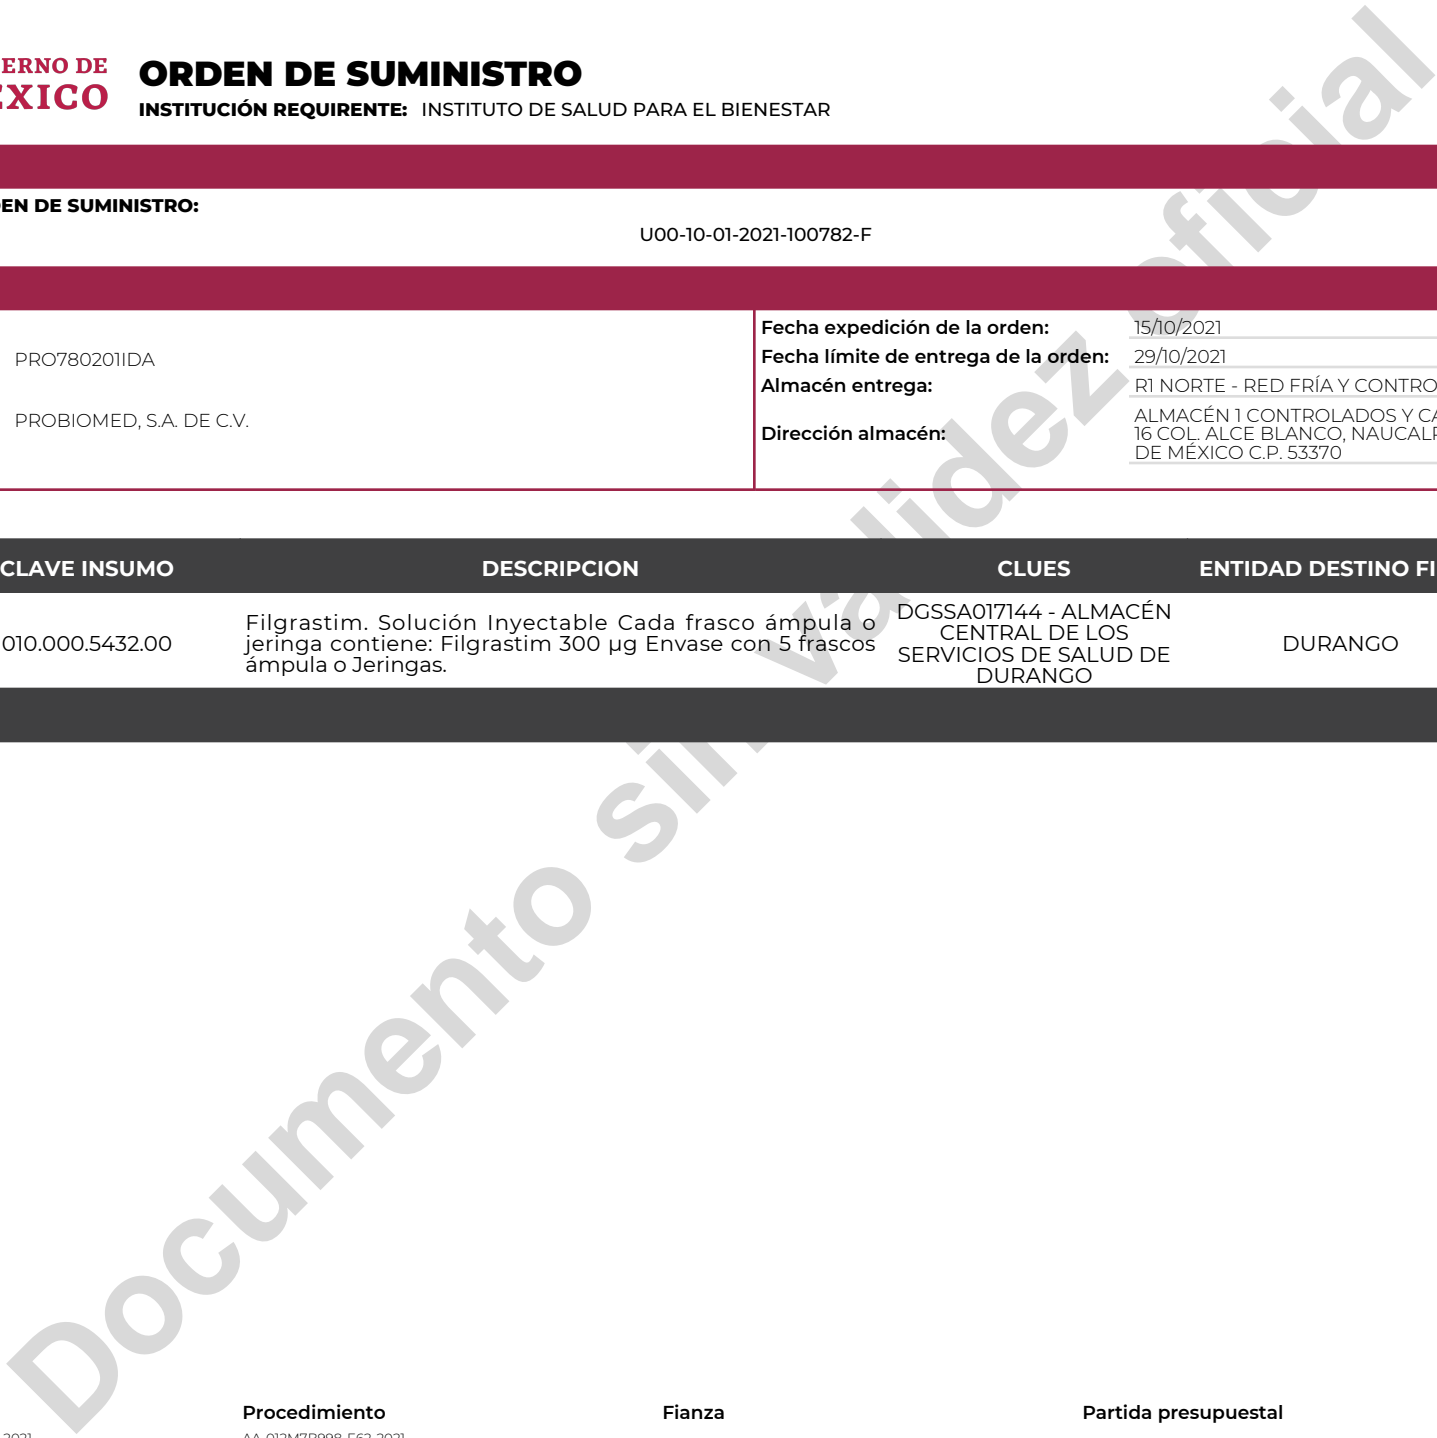 ERNO DE
ÉXICO
ORDEN DE SUMINISTRO
INSTITUCIÓN REQUIRENTE: INSTITUTO DE SALUD PARA EL BIENESTAR
EN DE SUMINISTRO:
U00-10-01-2021-100782-F
PRO780201IDA
PROBIOMED, S.A. DE C.V.
Fecha expedición de la orden: 15/10/2021
Fecha límite de entrega de la orden: 29/10/2021
Almacén entrega: R1 NORTE - RED FRÍA Y CONTRO
Dirección almacén: ALMACÉN 1 CONTROLADOS Y CA
16 COL. ALCE BLANCO, NAUCALP
DE MÉXICO C.P. 53370
CLAVE INSUMO DESCRIPCION CLUES ENTIDAD DESTINO FI
010.000.5432.00
Filgrastim. Solución Inyectable Cada frasco ámpula o
jeringa contiene: Filgrastim 300 µg Envase con 5 frascos
ámpula o Jeringas.
DGSSA017144 - ALMACÉN
CENTRAL DE LOS
SERVICIOS DE SALUD DE
DURANGO
DURANGO
Documento sin validez oficial
Procedimiento Fianza Partida presupuestal